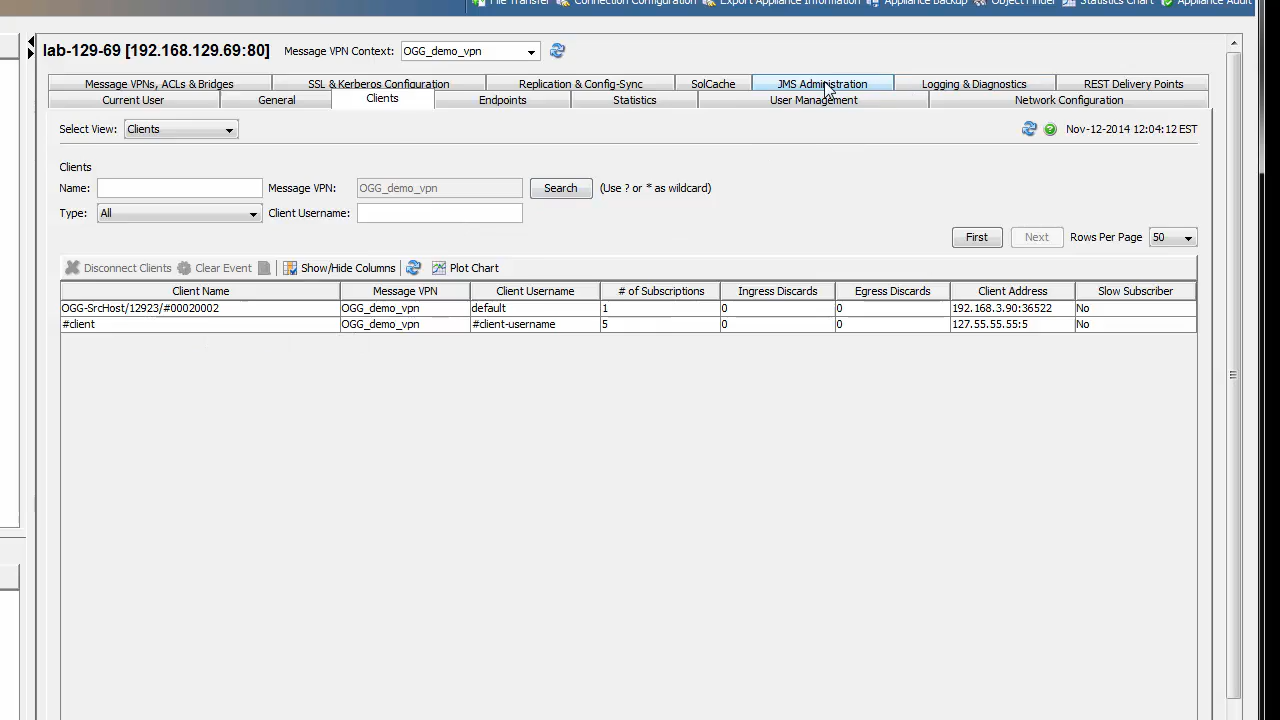 File Transfer Connection Configuration Export Appliance Information Appliance Backup Object Finder Statistics Chart Appliance Audit
lab-129-69 [192.168.129.69:80] Message VPN Context: OGG_demo_vpn
Message VPNs, ACLs & Bridges SSL & Kerberos Configuration Replication & Config-Sync SolCache JMS Administration Logging & Diagnostics REST Delivery Points
Current User General Clients Endpoints Statistics User Management Network Configuration
Select View: Clients Nov-12-2014 12:04:12 EST
Clients
Name: Message VPN: OGG_demo_vpn Search (Use ? or * as wildcard)
Type: All Client Username:
First Next Rows Per Page 50
Disconnect Clients Clear Event Show/Hide Columns Plot Chart
Client Name Message VPN Client Username # of Subscriptions Ingress Discards Egress Discards Client Address Slow Subscriber
OGG-SrcHost/12923/#00020002 OGG_demo_vpn default 1 0 0 192.168.3.90:36522 No
#client OGG_demo_vpn #client-username 5 0 0 127.55.55.55:5 No